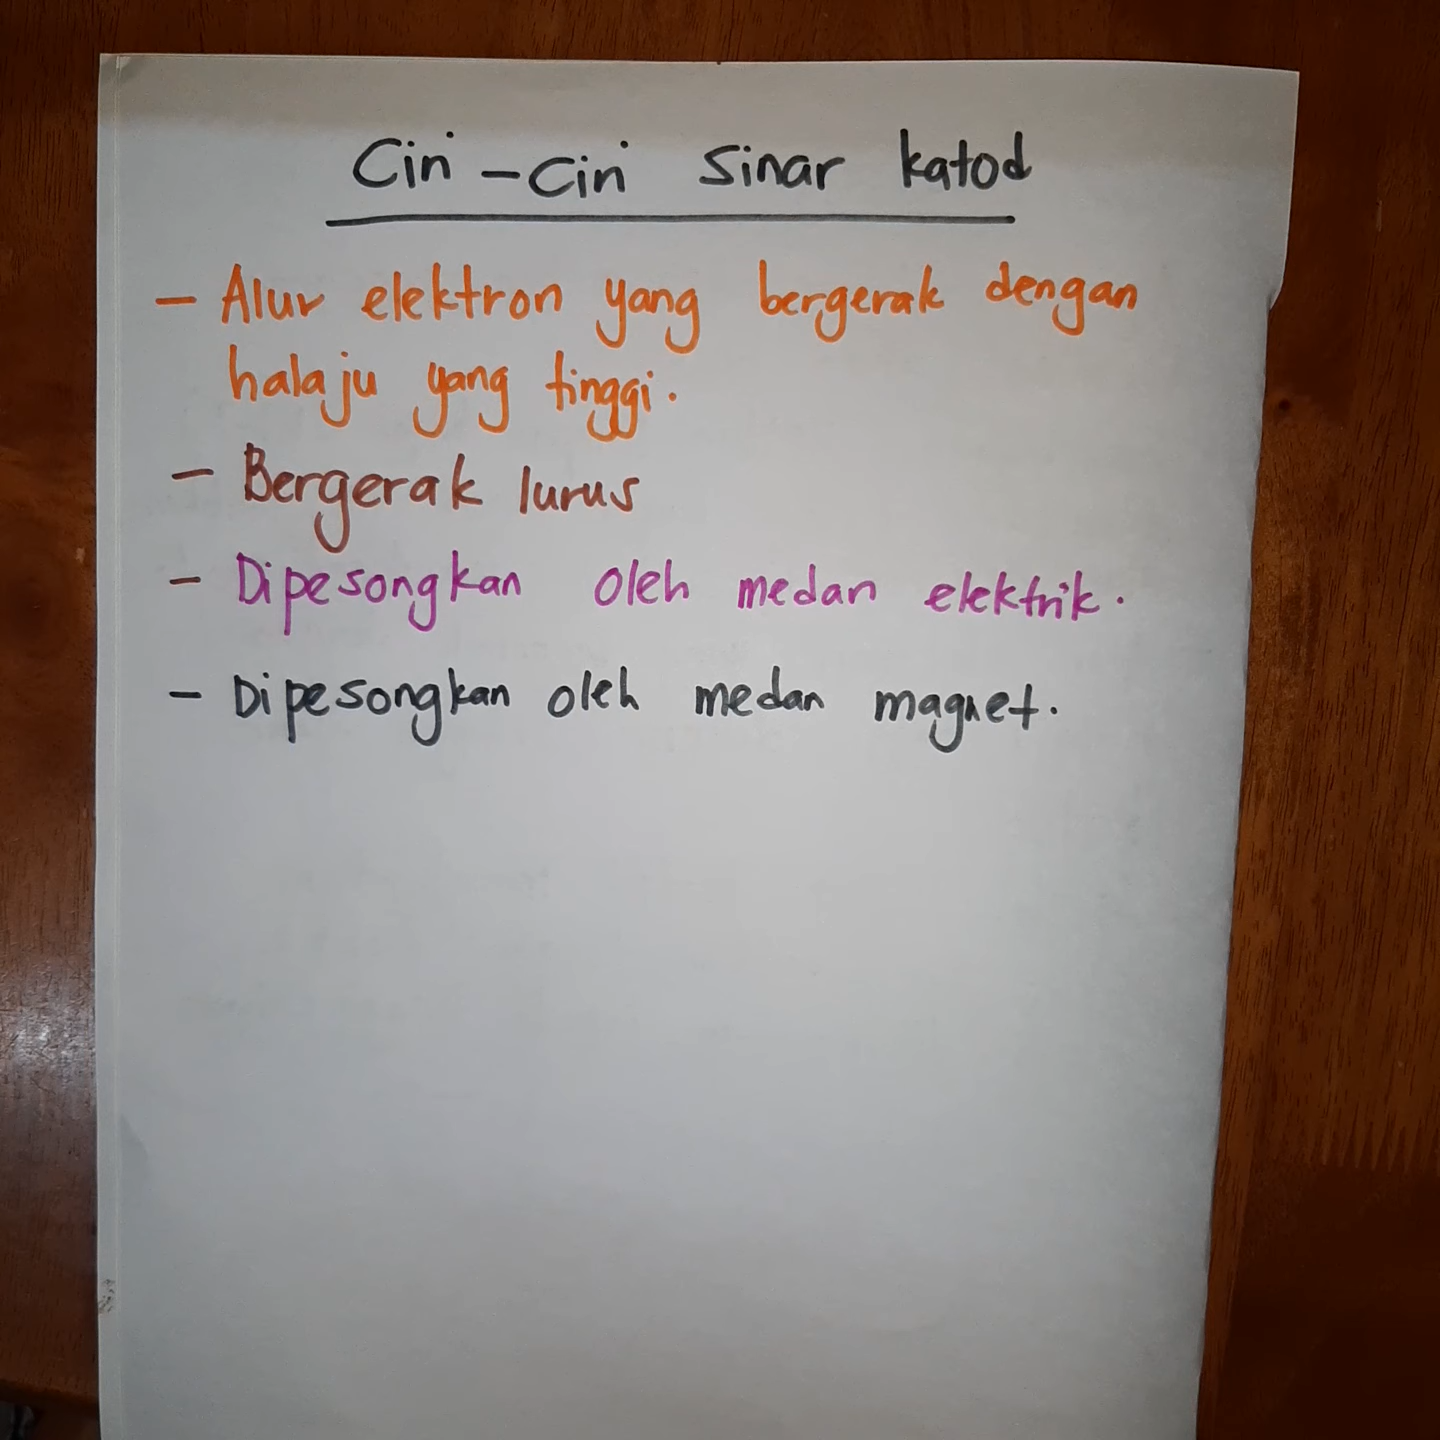 Ciri -Ciri Sinar katod
- Alur elektron yang bergerak dengan
halaju yang tinggi.
- Bergerak lurus
- Dipesongkan oleh medan elektrik.
- Dipesongkan oleh medan magnet.